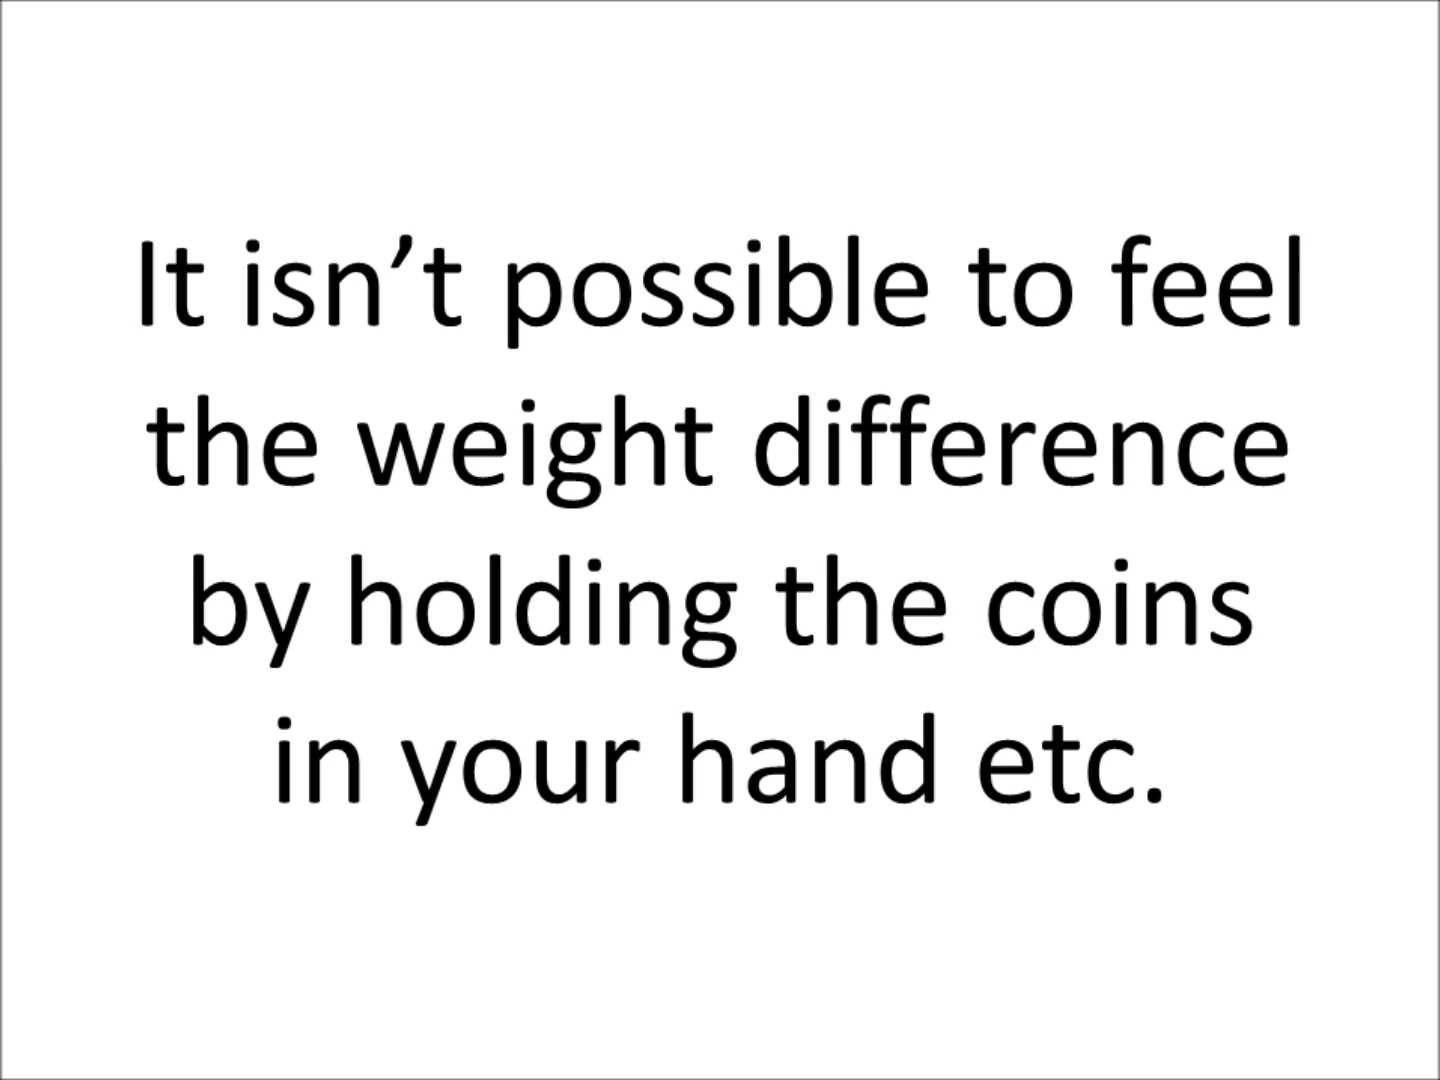 It isn’t possible to feel
the weight difference
by holding the coins
in your hand etc.